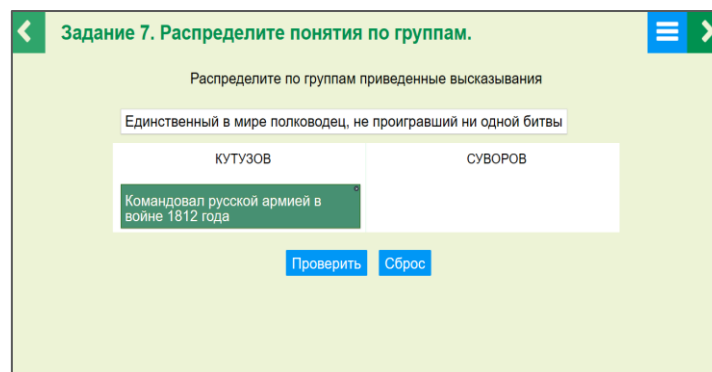 Задание 7. Распределите понятия по группам.
Распределите по группам приведенные высказывания
Единственный в мире полководец, не проигравший ни одной битвы
КУТУЗОВ
СУВОРОВ
Командовал русской армией в
войне 1812 года
Проверить
Сброс